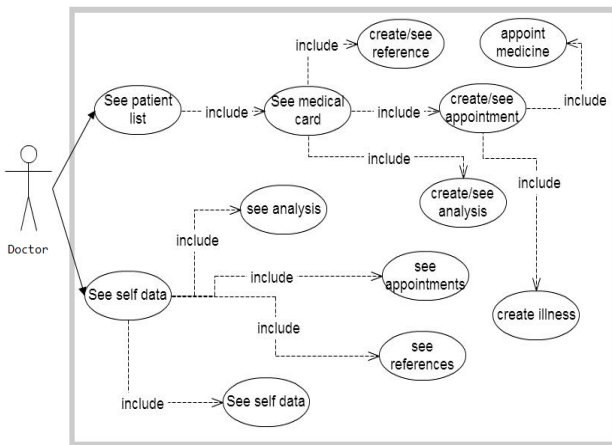 create/see
reference
appoint
medicine
include
include
See patient
list
include
See medical
card
include
create/see
appointment
include
include
include
create/see
analysis
Doctor
see analysis
include
include
see
appointments
See self data
include
see
references
create illness
include
See self data